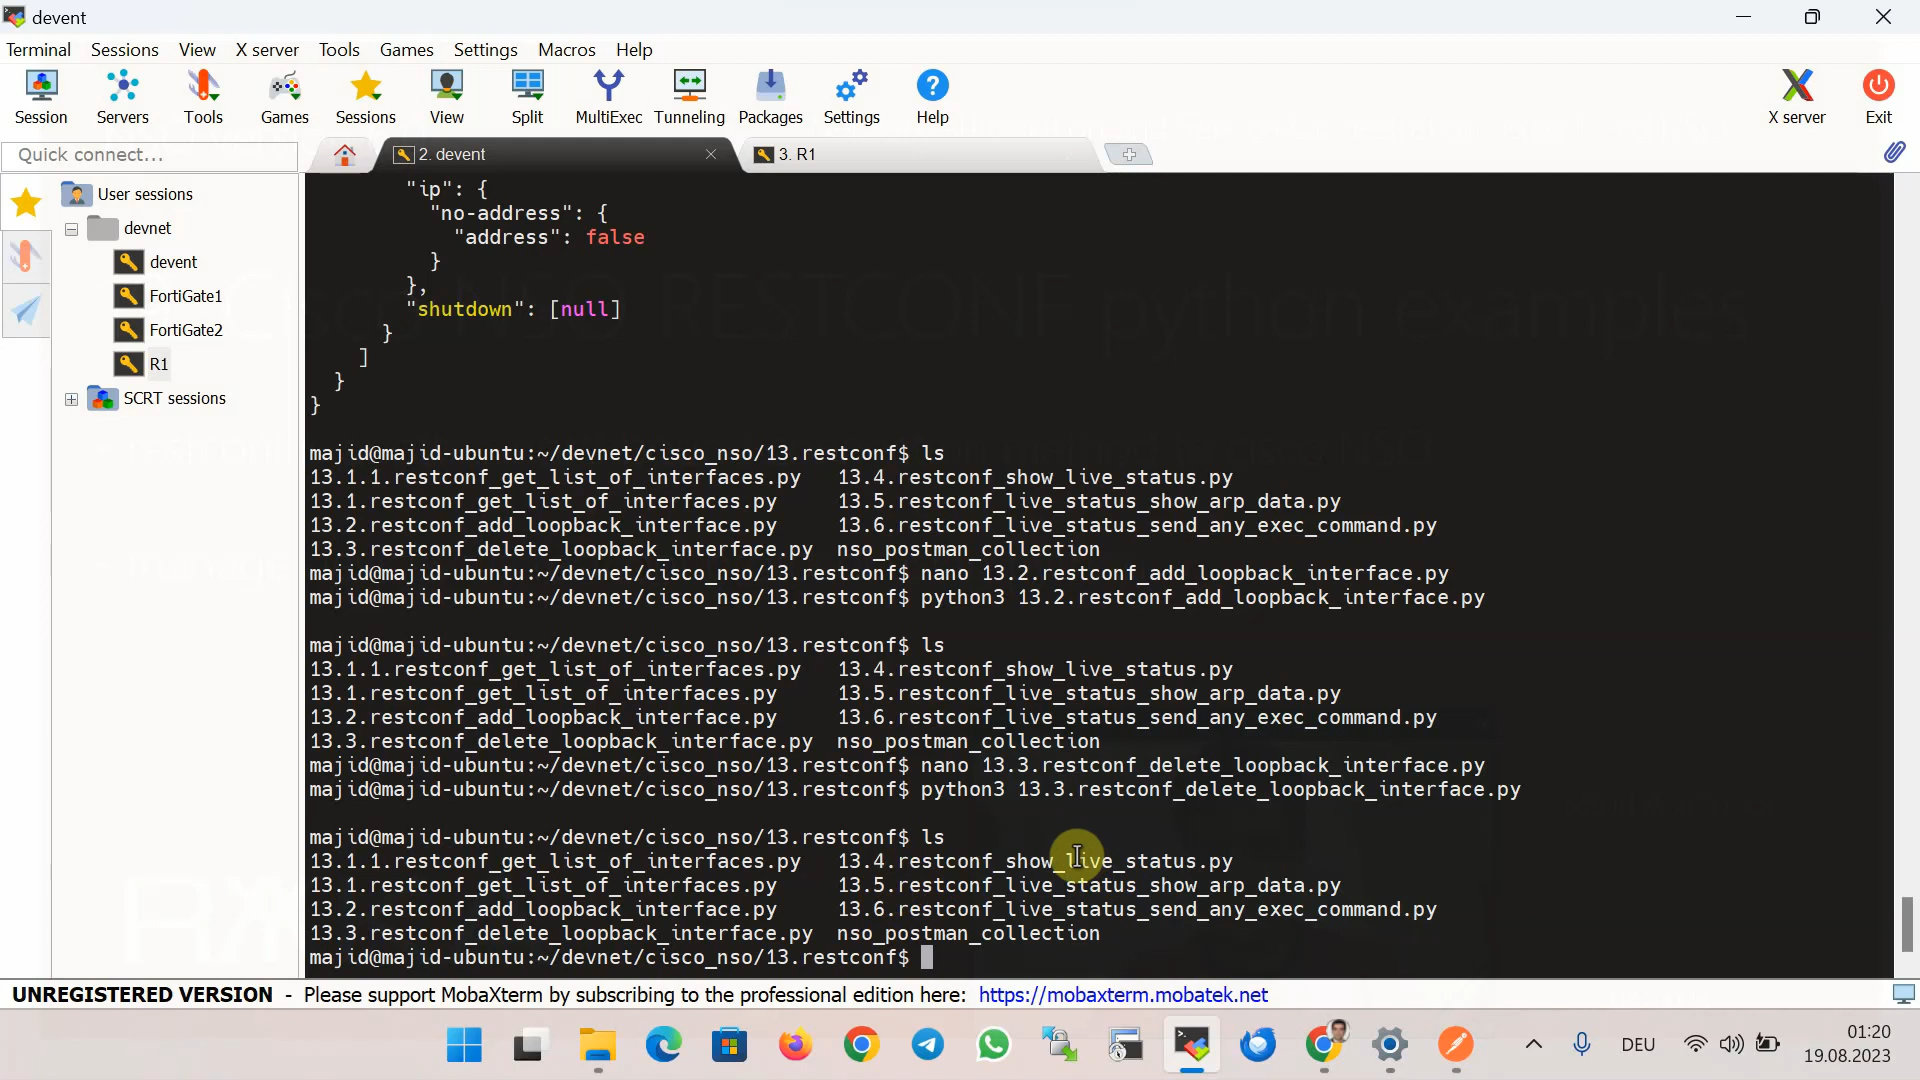 devent
Terminal Sessions View X server Tools Games Settings Macros Help
Session Servers Tools Games Sessions View Split MultiExec Tunneling Packages Settings Help X server Exit
Quick connect... 2. devent 3. R1
User sessions
devnet
devent
FortiGate1
FortiGate2
R1
SCRT sessions
"ip": {
"no-address": {
"address": false
}
},
"shutdown": [null]
}
]
}
}
majid@majid-ubuntu:~/devnet/cisco_nso/13.restconf$ ls
13.1.1.restconf_get_list_of_interfaces.py 13.4.restconf_show_live_status.py
13.1.restconf_get_list_of_interfaces.py 13.5.restconf_live_status_show_arp_data.py
13.2.restconf_add_loopback_interface.py 13.6.restconf_live_status_send_any_exec_command.py
13.3.restconf_delete_loopback_interface.py nso_postman_collection
majid@majid-ubuntu:~/devnet/cisco_nso/13.restconf$ nano 13.2.restconf_add_loopback_interface.py
majid@majid-ubuntu:~/devnet/cisco_nso/13.restconf$ python3 13.2.restconf_add_loopback_interface.py
majid@majid-ubuntu:~/devnet/cisco_nso/13.restconf$ ls
13.1.1.restconf_get_list_of_interfaces.py 13.4.restconf_show_live_status.py
13.1.restconf_get_list_of_interfaces.py 13.5.restconf_live_status_show_arp_data.py
13.2.restconf_add_loopback_interface.py 13.6.restconf_live_status_send_any_exec_command.py
13.3.restconf_delete_loopback_interface.py nso_postman_collection
majid@majid-ubuntu:~/devnet/cisco_nso/13.restconf$ nano 13.3.restconf_delete_loopback_interface.py
majid@majid-ubuntu:~/devnet/cisco_nso/13.restconf$ python3 13.3.restconf_delete_loopback_interface.py
majid@majid-ubuntu:~/devnet/cisco_nso/13.restconf$ ls
13.1.1.restconf_get_list_of_interfaces.py 13.4.restconf_show_live_status.py
13.1.restconf_get_list_of_interfaces.py 13.5.restconf_live_status_show_arp_data.py
13.2.restconf_add_loopback_interface.py 13.6.restconf_live_status_send_any_exec_command.py
13.3.restconf_delete_loopback_interface.py nso_postman_collection
majid@majid-ubuntu:~/devnet/cisco_nso/13.restconf$
UNREGISTERED VERSION - Please support MobaXterm by subscribing to the professional edition here: https://mobaxterm.mobatek.net
DEU 01:20
19.08.2023